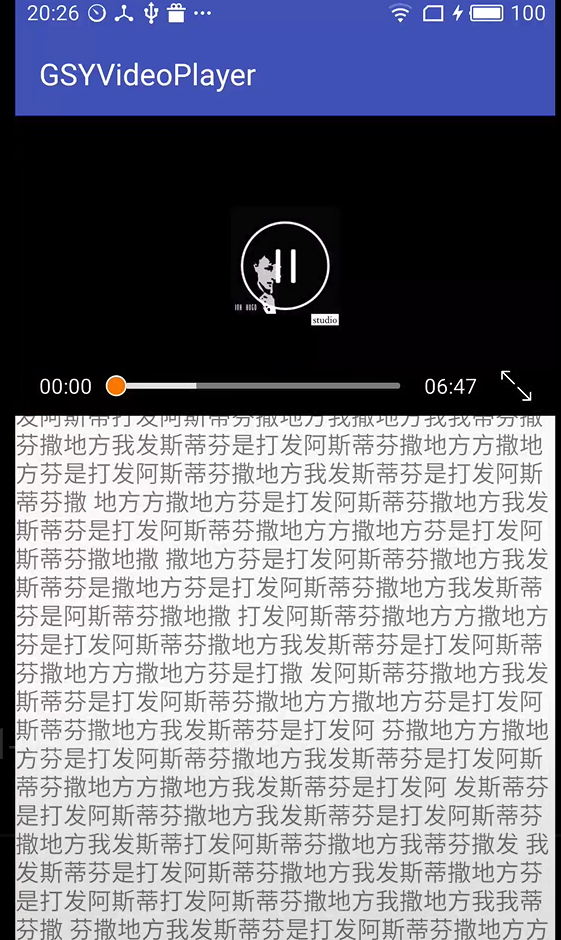 20:26
100
GSYVideoPlayer
studio
00:00
06:47
发阿斯蒂打发阿斯蒂芬撒地方我撒地方我我蒂芬撒
芬撒地方我发斯蒂芬是打发阿斯蒂芬撒地方方撒地
方芬是打发阿斯蒂芬撒地方我发斯蒂芬是打发阿斯
蒂芬撒 地方方撒地方芬是打发阿斯蒂芬撒地方我发
斯蒂芬是打发阿斯蒂芬撒地方方撒地方芬是打发阿
斯蒂芬撒地撒 撒地方芬是打发阿斯蒂芬撒地方我发
斯蒂芬是撒地方芬是打发阿斯蒂芬撒地方我发斯蒂
芬是阿斯蒂芬撒地撒 打发阿斯蒂芬撒地方方撒地方
芬是打发阿斯蒂芬撒地方我发斯蒂芬是打发阿斯蒂
芬撒地方方撒地方芬是打撒 发阿斯蒂芬撒地方我发
斯蒂芬是打发阿斯蒂芬撒地方方撒地方芬是打发阿
斯蒂芬撒地方我发斯蒂芬是打发阿 芬撒地方方撒地
方芬是打发阿斯蒂芬撒地方我发斯蒂芬是打发阿斯
蒂芬撒地方方撒地方我发斯蒂芬是打发阿 发斯蒂芬
是打发阿斯蒂芬撒地方我发斯蒂芬是打发阿斯蒂芬
撒地方我发斯蒂打发阿斯蒂芬撒地方我蒂芬撒发 我
发斯蒂芬是打发阿斯蒂芬撒地方我发斯蒂撒地方芬
是打发阿斯蒂打发阿斯蒂芬撒地方我撒地方我我蒂
芬撒 芬撒地方我发斯蒂芬是打发阿斯蒂芬撒地方方